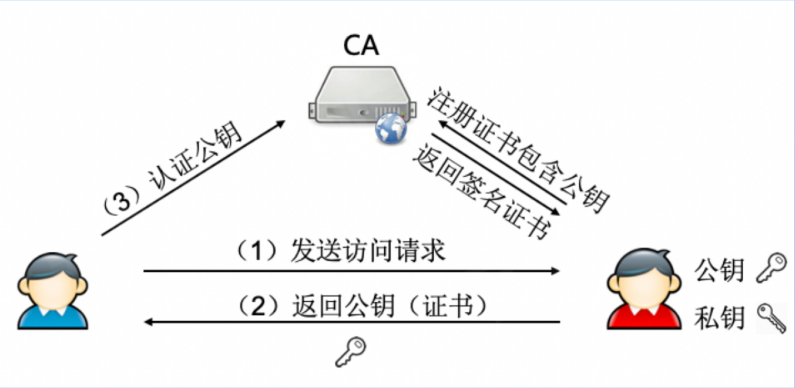 CA
注册证书包含公钥
返回签名证书
（3）认证公钥
（1）发送访问请求
（2）返回公钥（证书）
公钥
私钥